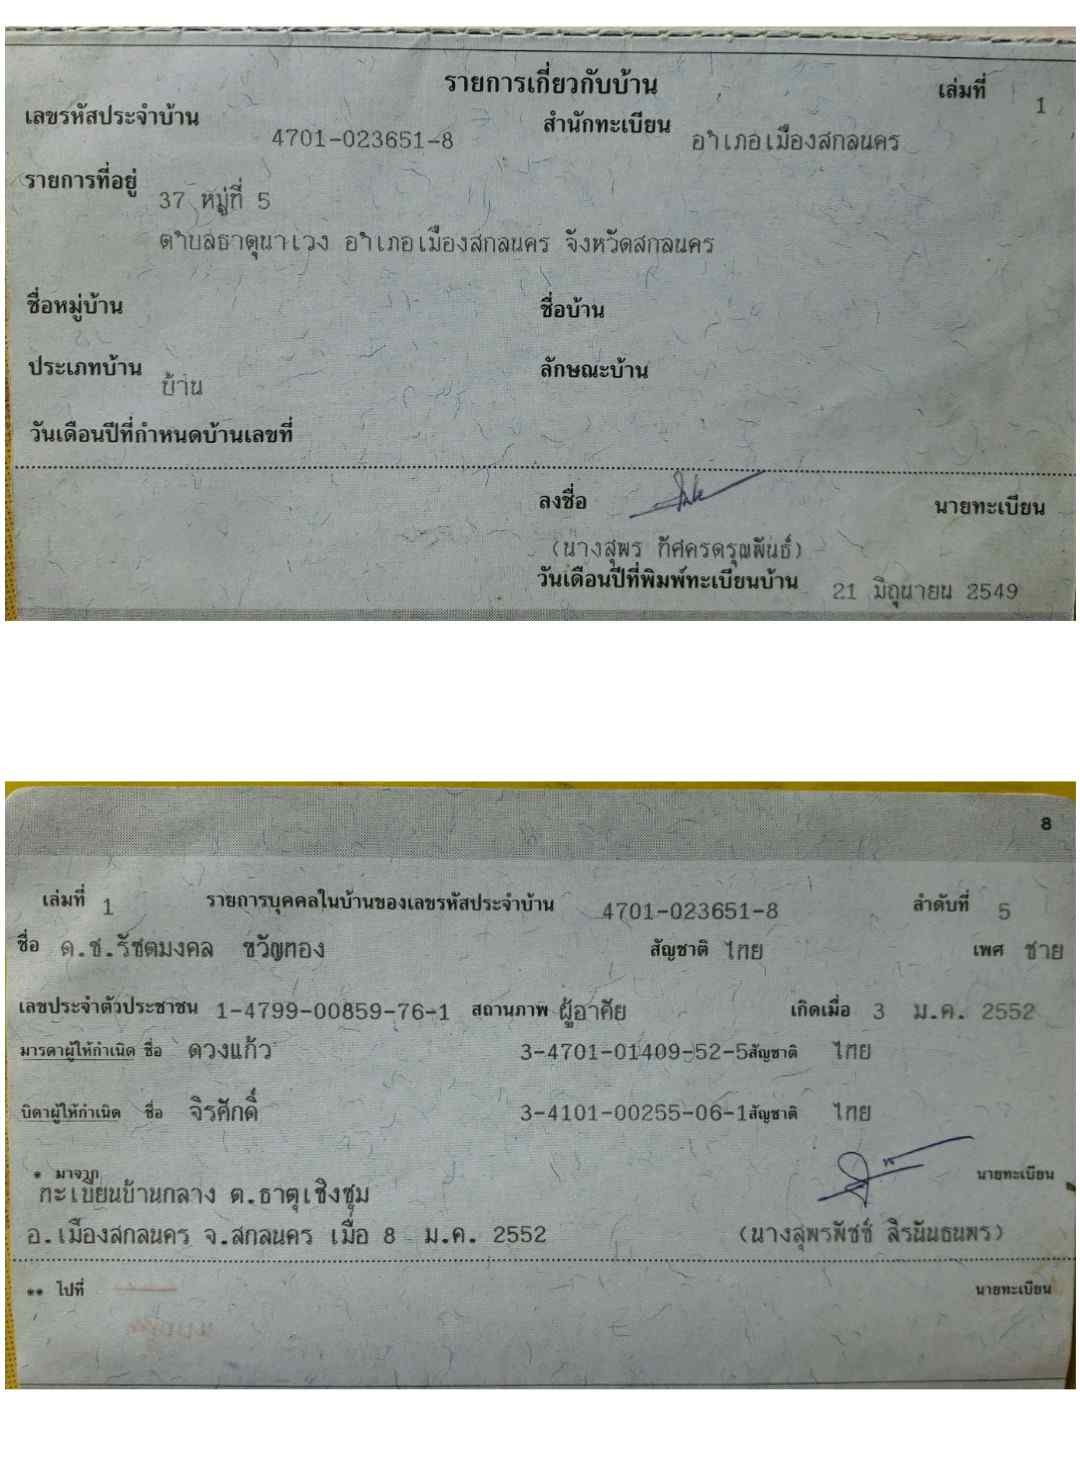 รายการเกี่ยวกับบ้าน เล่มที่ 1
เลขรหัสประจำบ้าน 4701-023651-8 สำนักทะเบียน อำเภอเมืองสกลนคร
รายการที่อยู่ 37 หมู่ที่ 5
ตำบลธาตุนาเวง อำเภอเมืองสกลนคร จังหวัดสกลนคร
ชื่อหมู่บ้าน ชื่อบ้าน
ประเภทบ้าน บ้าน ลักษณะบ้าน
วันเดือนปีที่กำหนดบ้านเลขที่
ลงชื่อ นายทะเบียน
(นางสุพร ทัศครดรุณพันธ์)
วันเดือนปีที่พิมพ์ทะเบียนบ้าน 21 มิถุนายน 2549
8
เล่มที่ 1 รายการบุคคลในบ้านของเลขรหัสประจำบ้าน 4701-023651-8 ลำดับที่ 5
ชื่อ ด.ช.รัชตมงคล ขวัญทอง สัญชาติ ไทย เพศ ชาย
เลขประจำตัวประชาชน 1-4799-00859-76-1 สถานภาพ ผู้อาศัย เกิดเมื่อ 3 ม.ค. 2552
มารดาผู้ให้กำเนิด ชื่อ ดวงแก้ว 3-4701-01409-52-5 สัญชาติ ไทย
บิดาผู้ให้กำเนิด ชื่อ จิรศักดิ์ 3-4101-00255-06-1 สัญชาติ ไทย
* มาจาก นายทะเบียน
ทะเบียนบ้านกลาง ต.ธาตุเชิงชุม
อ.เมืองสกลนคร จ.สกลนคร เมื่อ 8 ม.ค. 2552 (นางสุพรพัชช์ สิรนันธนพร)
** ไปที่ นายทะเบียน